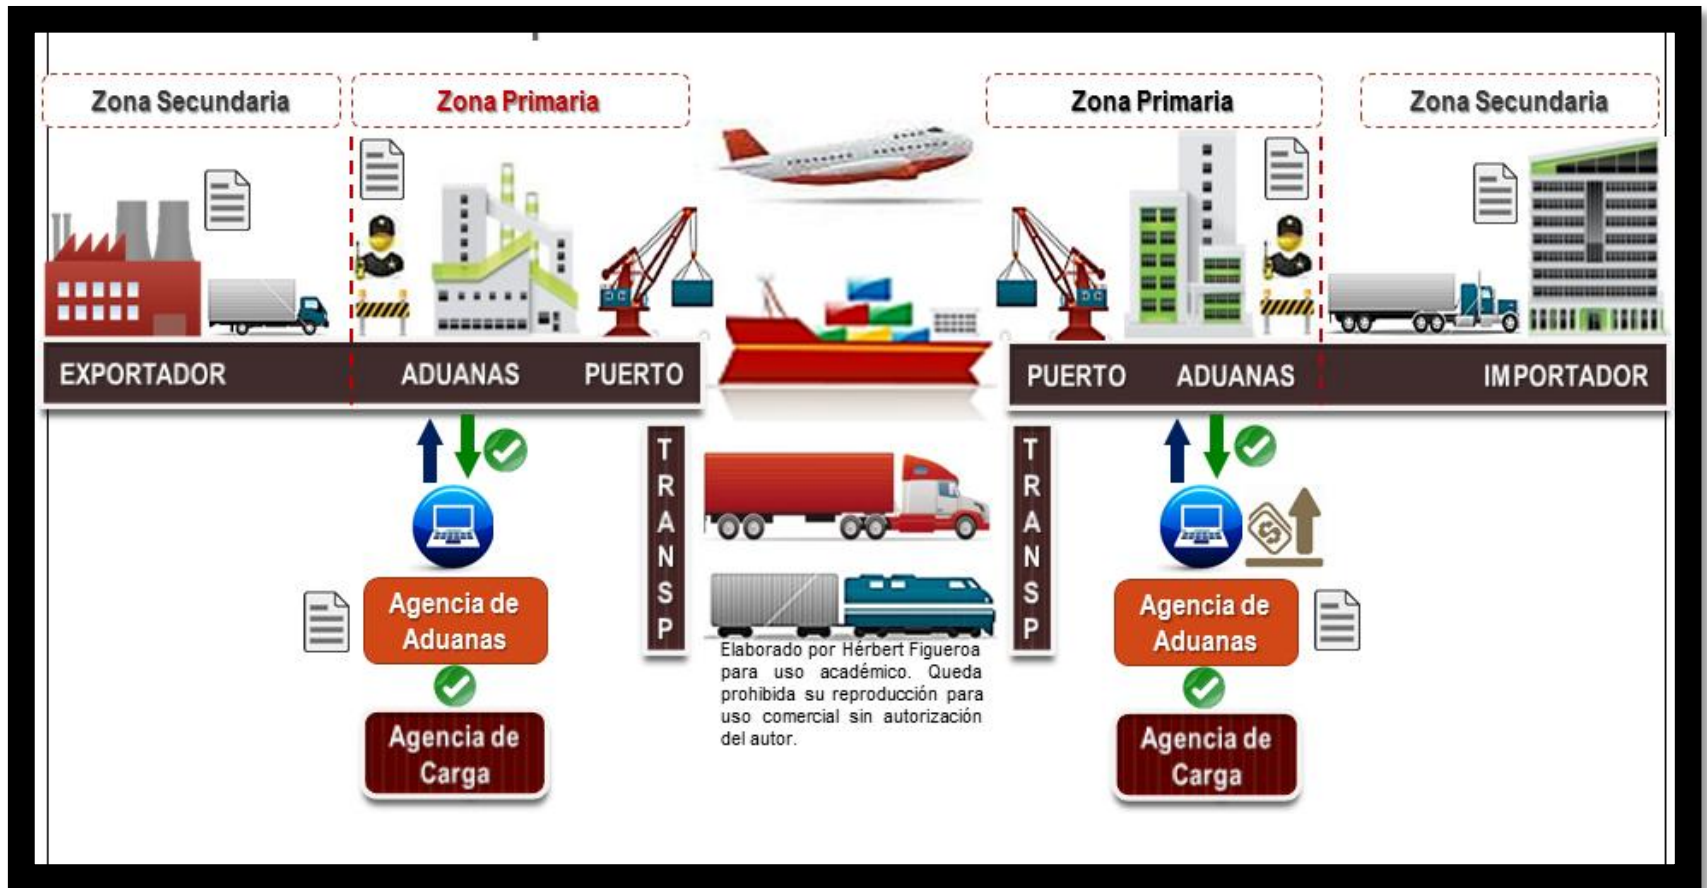 Zona Secundaria
Zona Primaria
Zona Primaria
Zona Secundaria
EXPORTADOR
ADUANAS
PUERTO
PUERTO
ADUANAS
IMPORTADOR
TRANSP
TRANSP
Agencia de
Aduanas
Agencia de
Carga
Elaborado por Hérbert Figueroa
para uso académico. Queda
prohibida su reproducción para
uso comercial sin autorización
del autor.
Agencia de
Aduanas
Agencia de
Carga